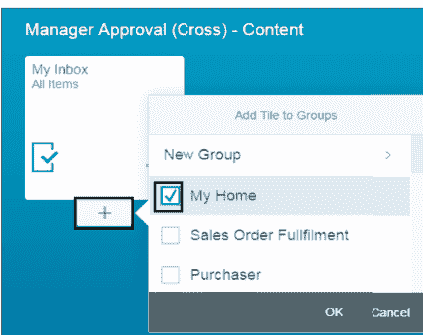 Manager Approval (Cross) - Content
My Inbox
All Items
Add Tile to Groups
New Group
My Home
Sales Order Fullfilment
Purchaser
OK Cancel